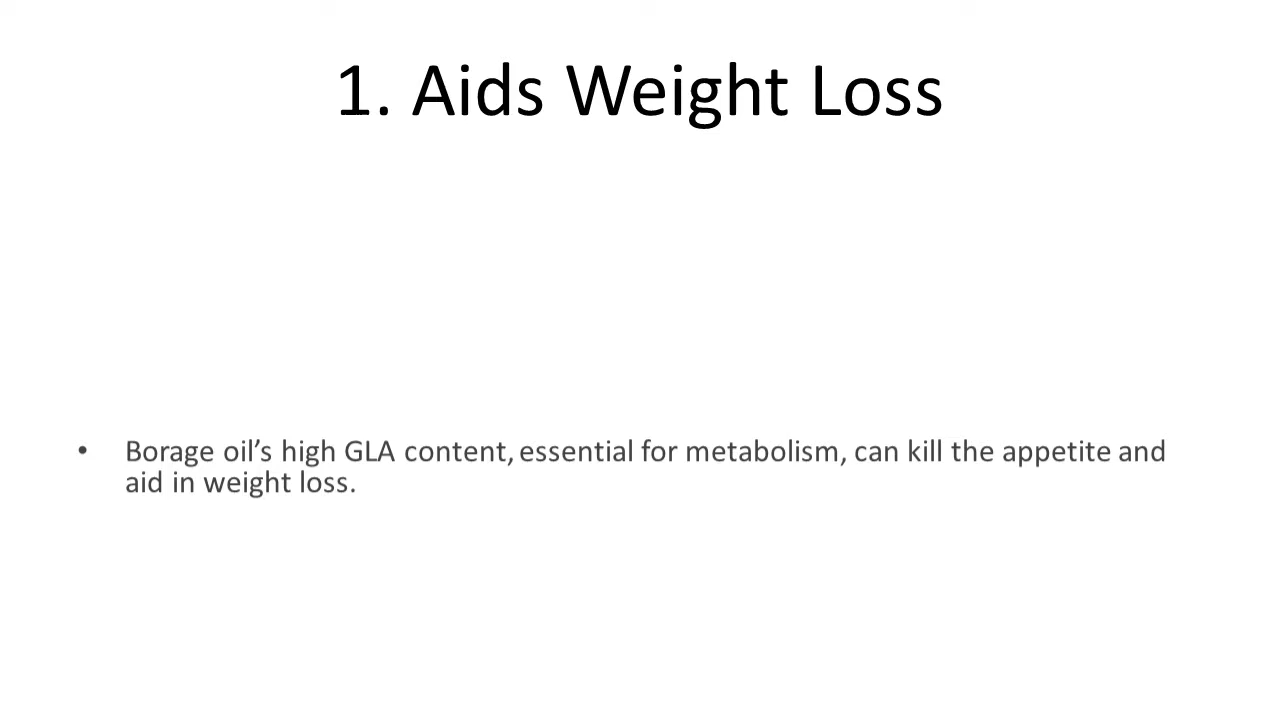 1. Aids Weight Loss
• Borage oil’s high GLA content, essential for metabolism, can kill the appetite and
aid in weight loss.